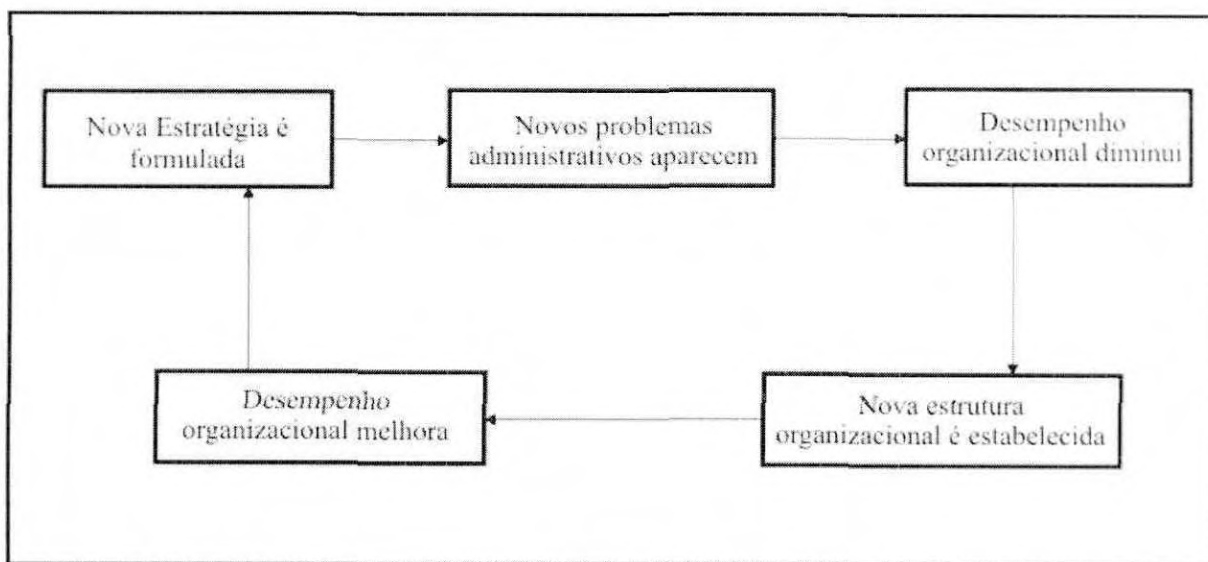 Nova Estratégia é
formulada
Novos problemas
administrativos aparecem
Desempenho
organizacional diminui
Nova estrutura
organizacional é estabelecida
Desempenho
organizacional melhora